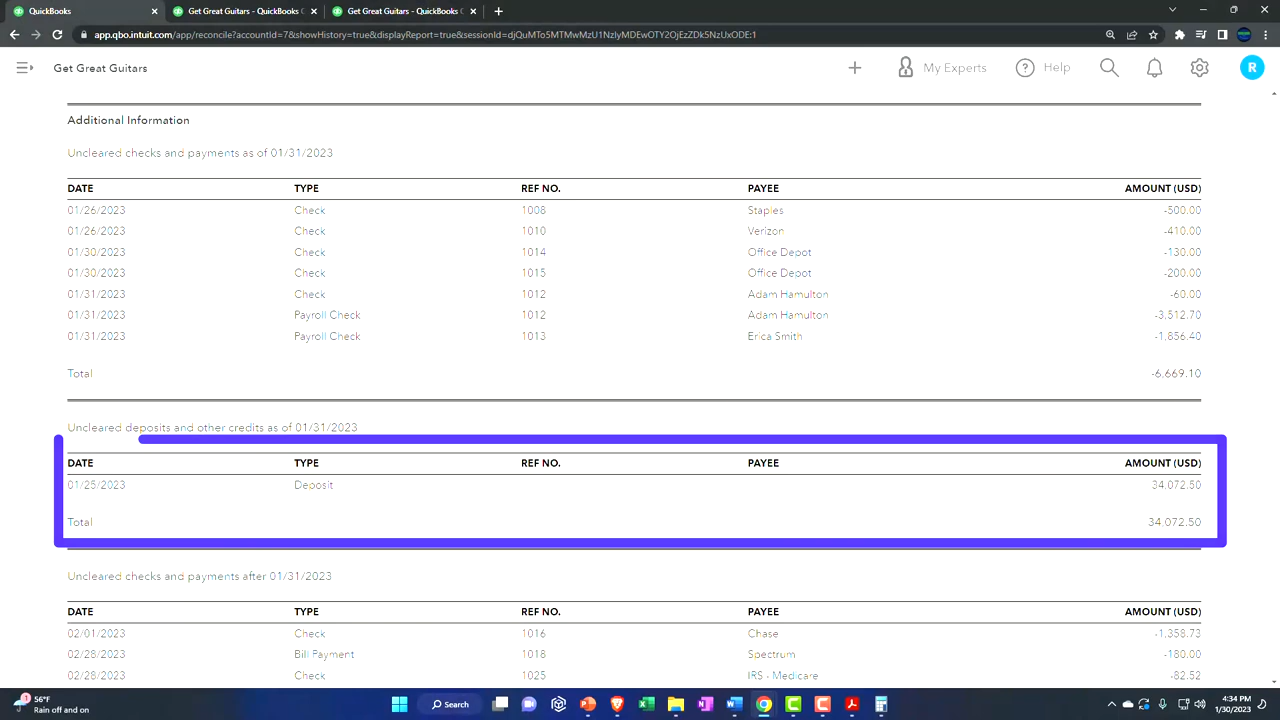 QuickBooks
Get Great Guitars - QuickBooks C
Get Great Guitars - QuickBooks C
app.qbo.intuit.com/app/reconcile?accountId=7&showHistory=true&displayReport=true&sessionId=djQuMTo5MTMwMzU1NzIyMDEwOTY2OjEzZDk5NzUxODE:1
Get Great Guitars
My Experts
Help
R
Additional Information
Uncleared checks and payments as of 01/31/2023
DATE TYPE REF NO. PAYEE AMOUNT (USD)
01/26/2023 Check 1008 Staples -500.00
01/26/2023 Check 1010 Verizon -410.00
01/30/2023 Check 1014 Office Depot -130.00
01/30/2023 Check 1015 Office Depot -200.00
01/31/2023 Check 1012 Adam Hamulton -60.00
01/31/2023 Payroll Check 1012 Adam Hamulton -3,512.70
01/31/2023 Payroll Check 1013 Erica Smith -1,856.40
Total -6,669.10
Uncleared deposits and other credits as of 01/31/2023
DATE TYPE REF NO. PAYEE AMOUNT (USD)
01/25/2023 Deposit 34,072.50
Total 34,072.50
Uncleared checks and payments after 01/31/2023
DATE TYPE REF NO. PAYEE AMOUNT (USD)
02/01/2023 Check 1016 Chase -1,358.73
02/28/2023 Bill Payment 1018 Spectrum -180.00
02/28/2023 Check 1025 IRS - Medicare -82.52
1
56°F
Rain off and on
Search
4:34 PM
1/30/2023